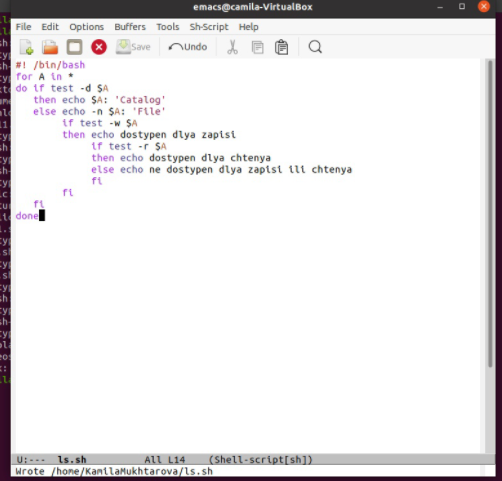 emacs@camila-VirtualBox
File Edit Options Buffers Tools Sh-Script Help
Save Undo
#! /bin/bash
for A in *
do if test -d $A
   then echo $A: 'Catalog'
   else echo -n $A: 'File'
        if test -w $A
        then echo dostypen dlya zapisi
             if test -r $A
             then echo dostypen dlya chtenya
             else echo ne dostypen dlya zapisi ili chtenya
             fi
        fi
   fi
done
U:--- ls.sh All L14 (Shell-script[sh])
Wrote /home/KamilaMukhtarova/ls.sh